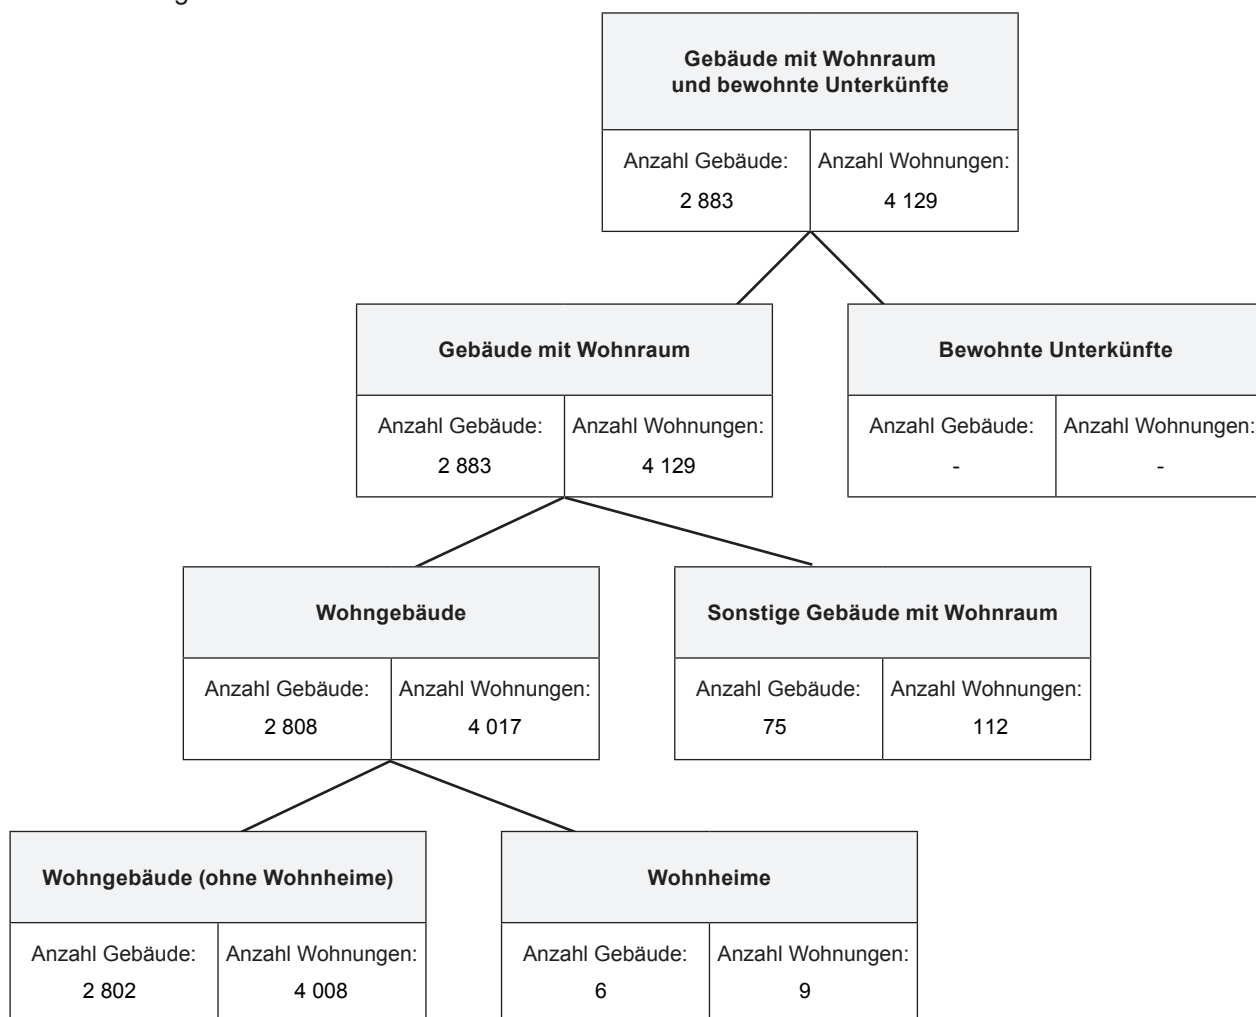 Gebäude mit Wohnraum
und bewohnte Unterkünfte
Anzahl Gebäude: Anzahl Wohnungen:
2 883 4 129
Gebäude mit Wohnraum
Anzahl Gebäude: Anzahl Wohnungen:
2 883 4 129
Bewohnte Unterkünfte
Anzahl Gebäude: Anzahl Wohnungen:
- -
Wohngebäude
Anzahl Gebäude: Anzahl Wohnungen:
2 808 4 017
Sonstige Gebäude mit Wohnraum
Anzahl Gebäude: Anzahl Wohnungen:
75 112
Wohngebäude (ohne Wohnheime)
Anzahl Gebäude: Anzahl Wohnungen:
2 802 4 008
Wohnheime
Anzahl Gebäude: Anzahl Wohnungen:
6 9